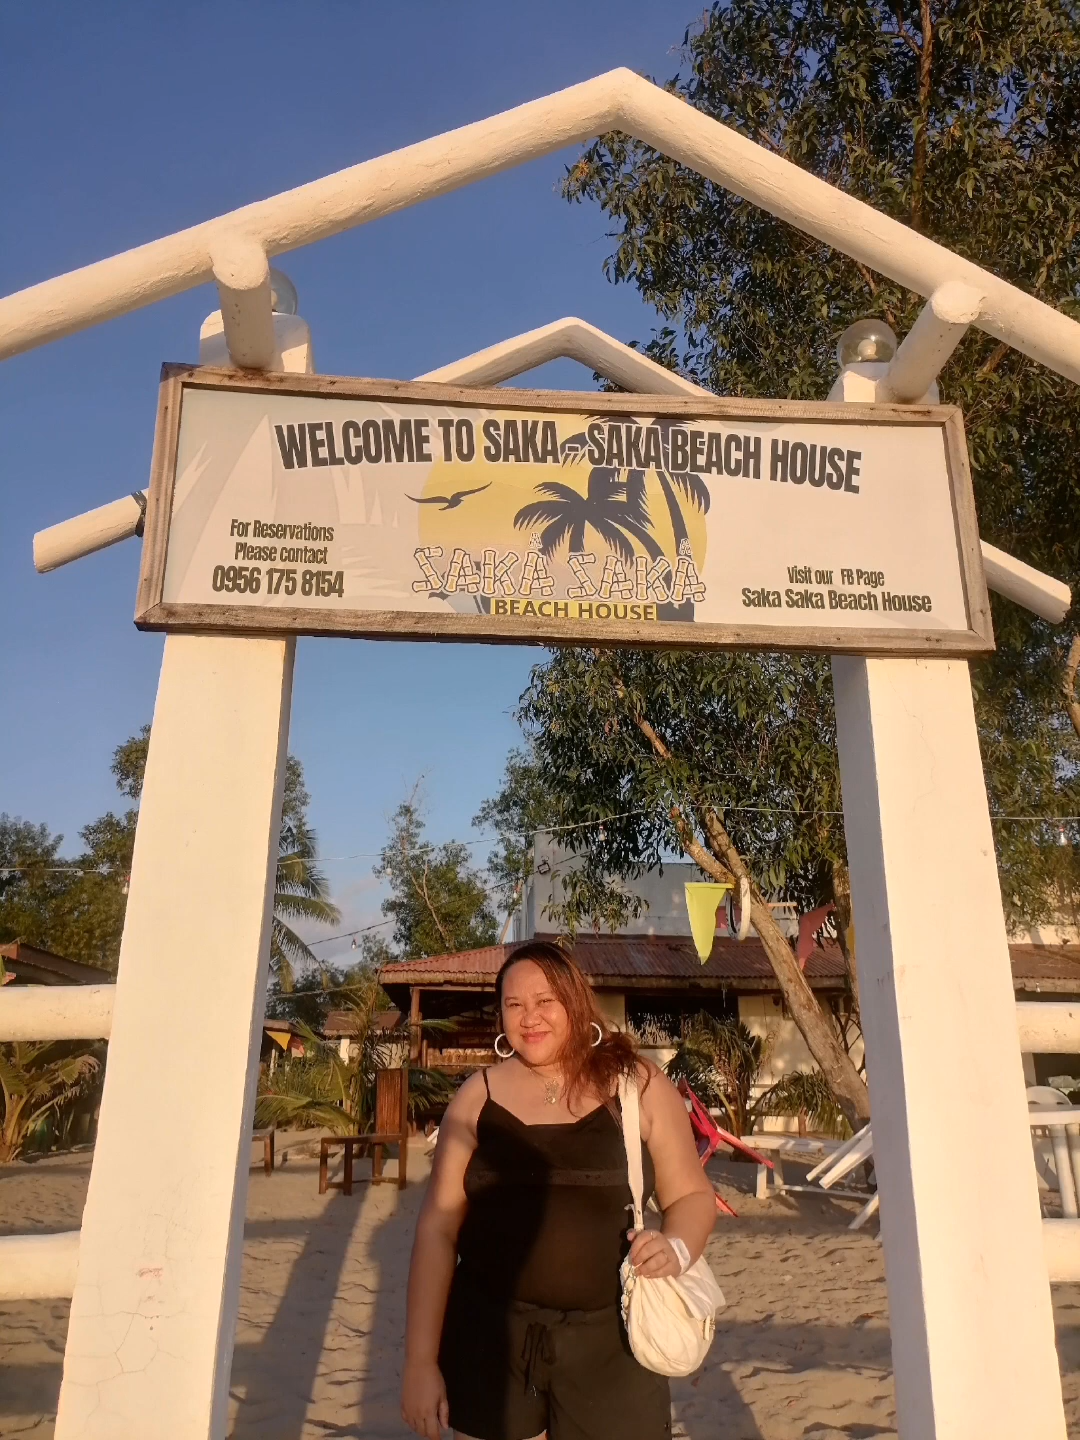 WELCOME TO SAKA - SAKA BEACH HOUSE
For Reservations
Please contact
0956 175 8154
SAKA SAKA
BEACH HOUSE
Visit our FB Page
Saka Saka Beach House